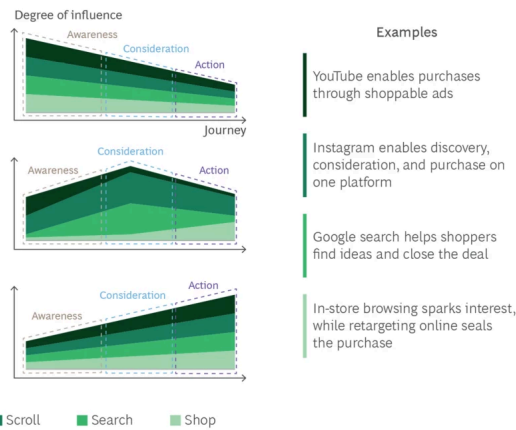 Degree of influence
Awareness
Consideration
Action
Journey
Consideration
Awareness
Action
Action
Consideration
Awareness
Examples
YouTube enables purchases
through shoppable ads
Instagram enables discovery,
consideration, and purchase on
one platform
Google search helps shoppers
find ideas and close the deal
In-store browsing sparks interest,
while retargeting online seals
the purchase
Scroll Search Shop